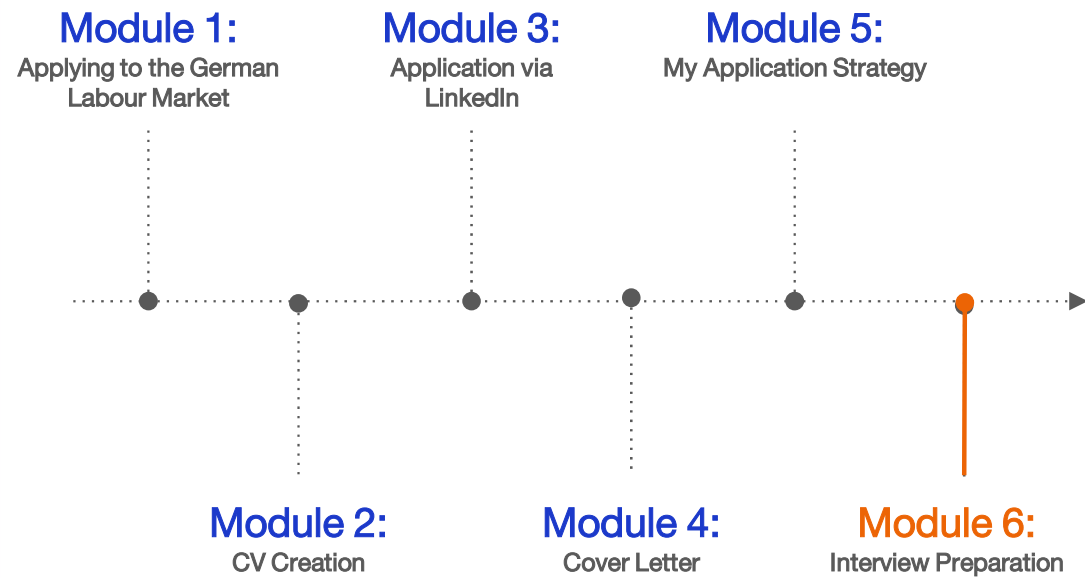 Module 1:
Applying to the German
Labour Market
Module 3:
Application via
LinkedIn
Module 5:
My Application Strategy
Module 2:
CV Creation
Module 4:
Cover Letter
Module 6:
Interview Preparation